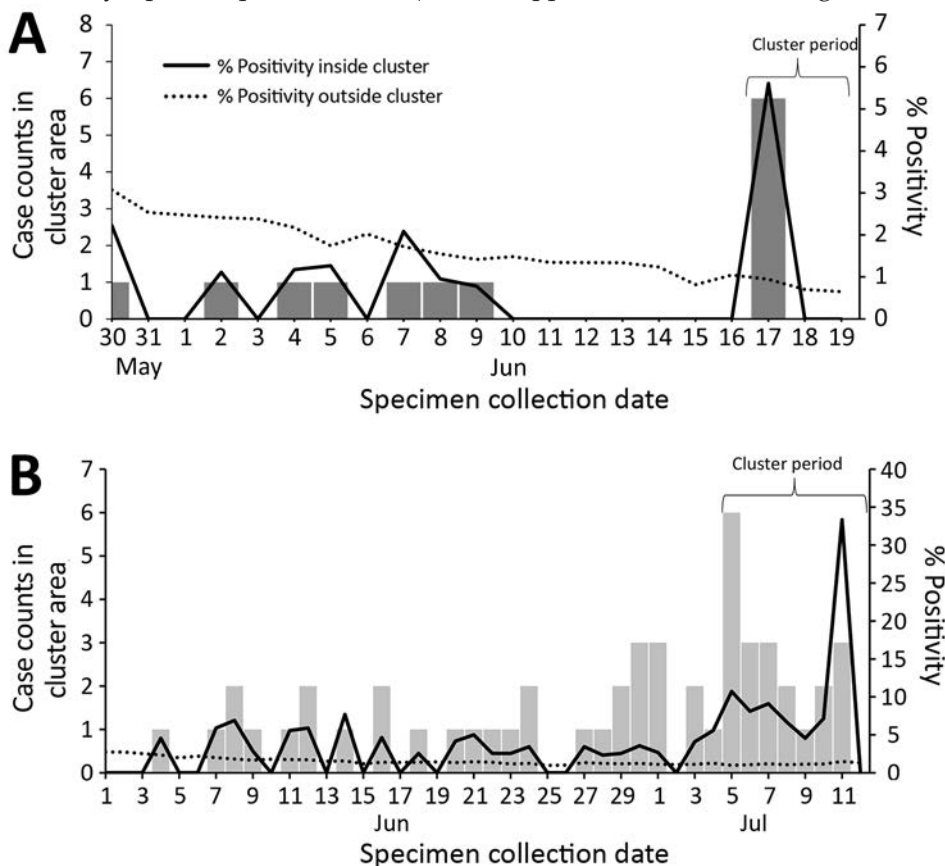 A
8
7
6
5
4
3
2
1
0
Case counts in
cluster area
% Positivity inside cluster
% Positivity outside cluster
Cluster period
7
6
5
4
3
2
1
0
% Positivity
30 31 1 2 3 4 5 6 7 8 9 10 11 12 13 14 15 16 17 18 19
May Jun
Specimen collection date
B
7
6
5
4
3
2
1
0
Case counts in
cluster area
Cluster period
40
35
30
25
20
15
10
5
0
% Positivity
1 3 5 7 9 11 13 15 17 19 21 23 25 27 29 1 3 5 7 9 11
Jun Jul
Specimen collection date